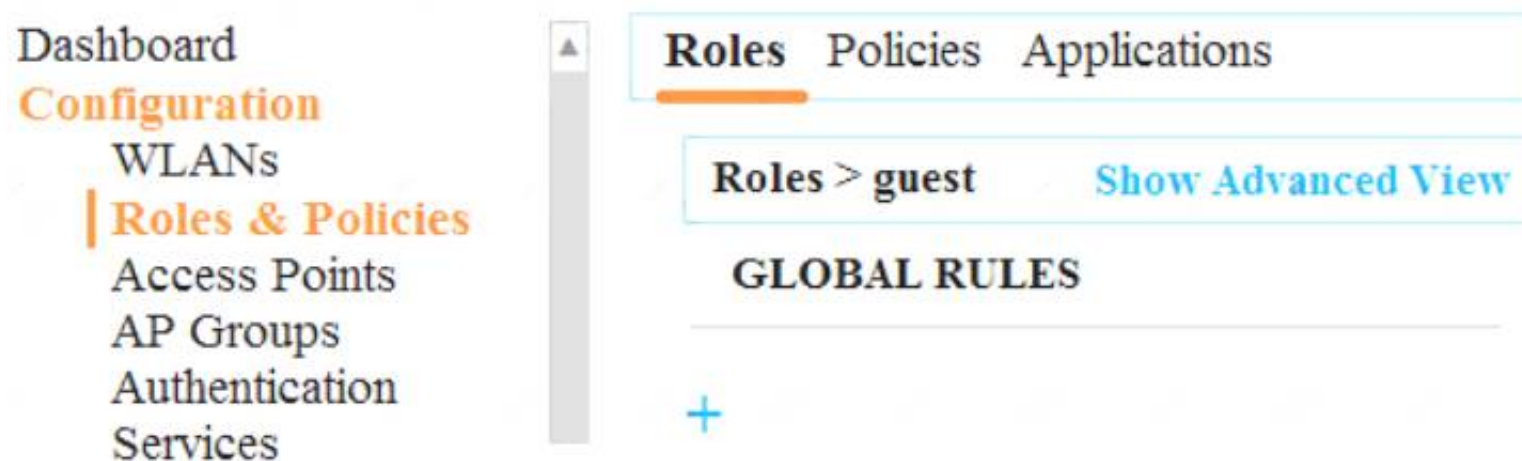 Dashboard
Configuration
WLANs
Roles & Policies
Access Points
AP Groups
Authentication
Services
Roles Policies Applications
Roles > guest Show Advanced View
GLOBAL RULES
+